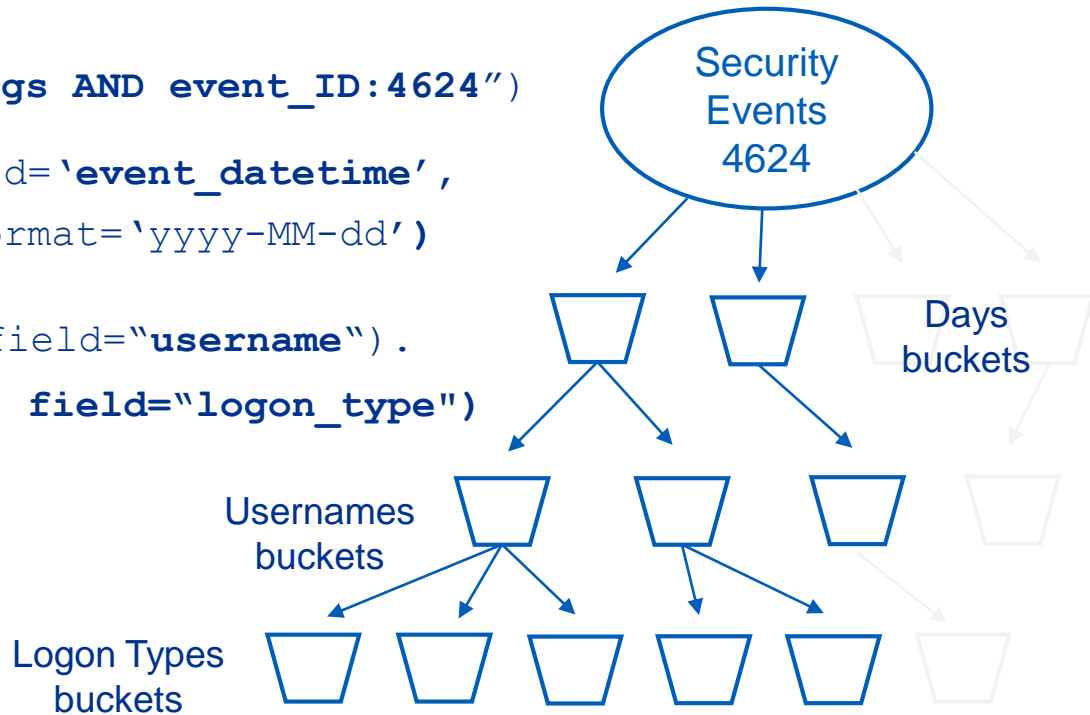 gs AND event_ID:4624”)
d=‘event_datetime’,
ormat=‘yyyy-MM-dd’)
field=“username“).
field=“logon_type")
Security
Events
4624
Days
buckets
Usernames
buckets
Logon Types
buckets